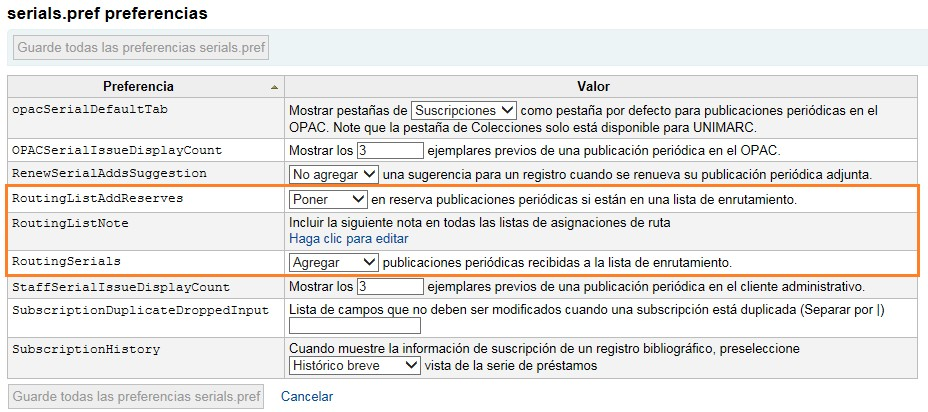 serials.pref preferencias
Guarde todas las preferencias serials.pref
Preferencia Valor
opacSerialDefaultTab Mostrar pestañas de Suscripciones como pestaña por defecto para publicaciones periódicas en el
OPAC. Note que la pestaña de Colecciones solo está disponible para UNIMARC.
OPACSerialIssueDisplayCount Mostrar los 3 ejemplares previos de una publicación periódica en el OPAC.
RenewSerialAddsSuggestion No agregar una sugerencia para un registro cuando se renueva su publicación periódica adjunta.
RoutingListAddReserves Poner en reserva publicaciones periódicas si están en una lista de enrutamiento.
RoutingListNote Incluir la siguiente nota en todas las listas de asignaciones de ruta
Haga clic para editar
RoutingSerials Agregar publicaciones periódicas recibidas a la lista de enrutamiento.
StaffSerialIssueDisplayCount Mostrar los 3 ejemplares previos de una publicación periódica en el cliente administrativo.
SubscriptionDuplicateDroppedInput Lista de campos que no deben ser modificados cuando una subscripción está duplicada (Separar por |)
SubscriptionHistory Cuando muestre la información de suscripción de un registro bibliográfico, preseleccione
Histórico breve vista de la serie de préstamos
Guarde todas las preferencias serials.pref Cancelar